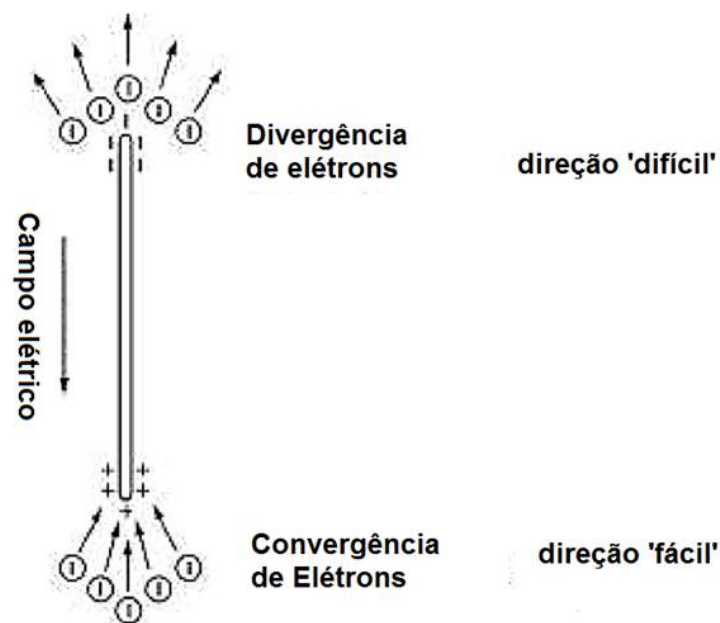 Divergência
de elétrons
direção 'difícil'
Campo elétrico
Convergência
de Elétrons
direção 'fácil'